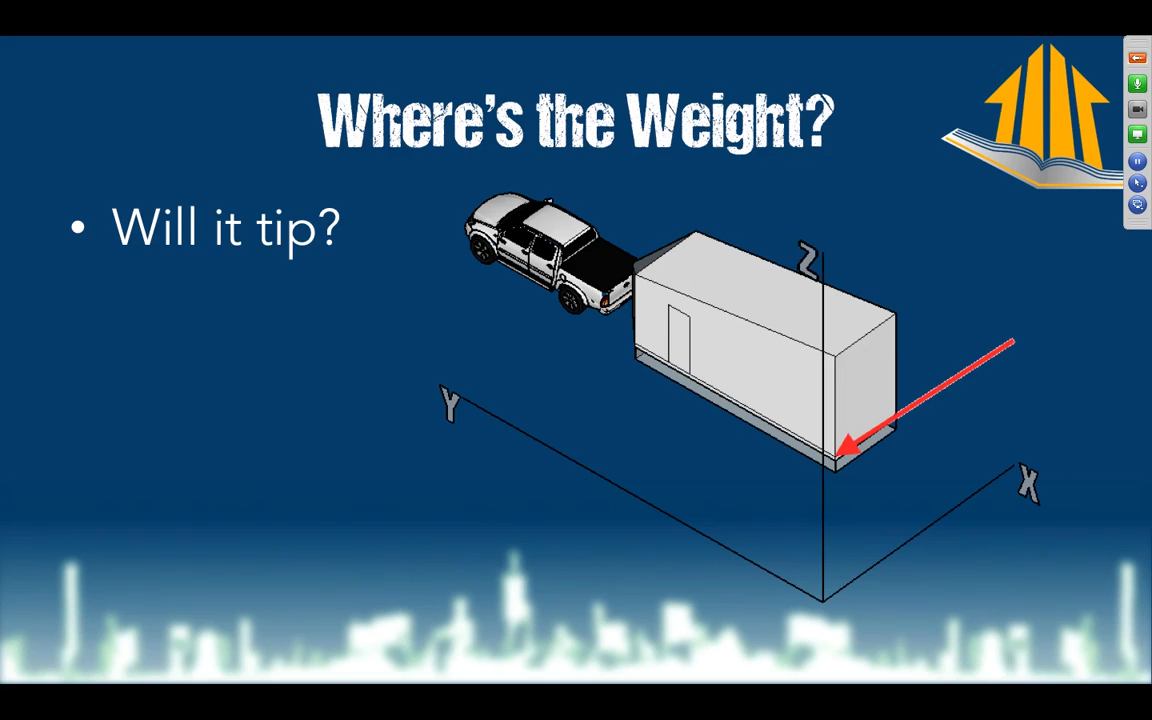 Where's the Weight?
• Will it tip?
Z
Y
X